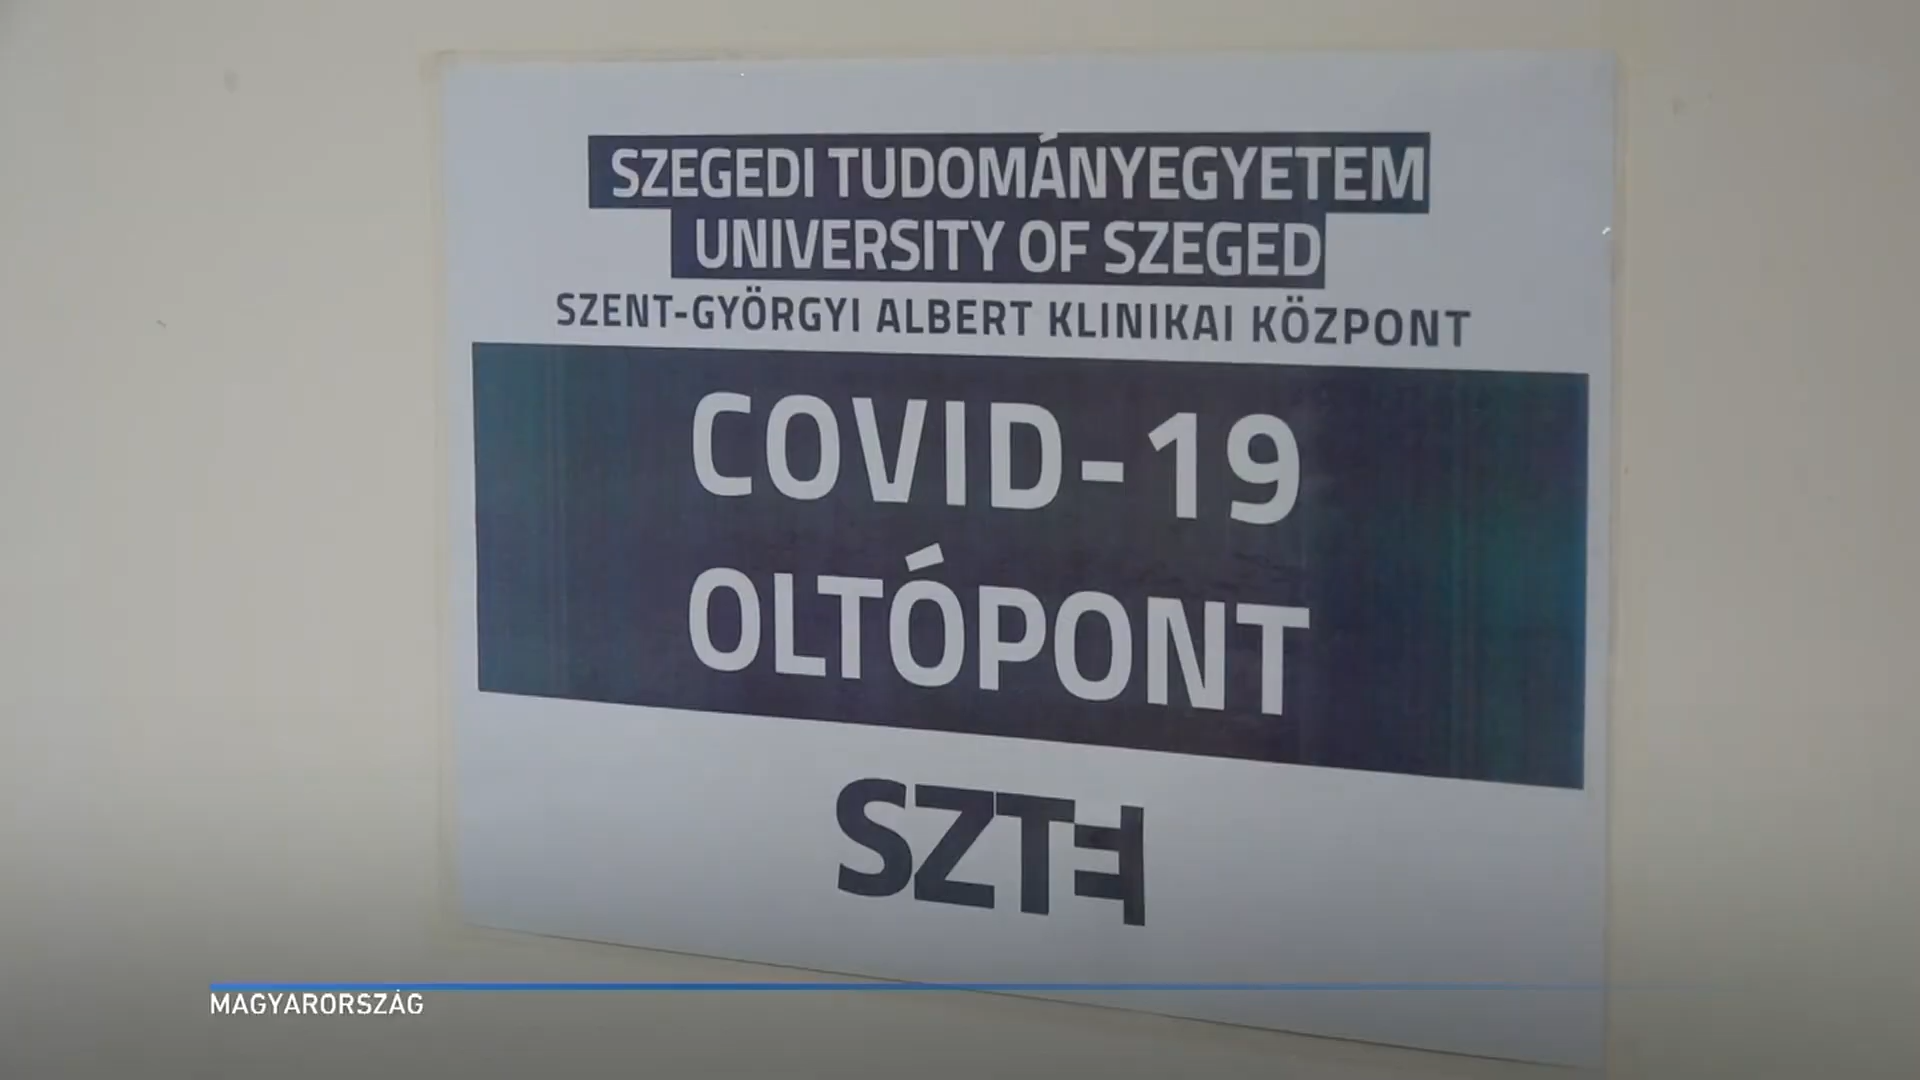 SZEGEDI TUDOMÁNYEGYETEM
UNIVERSITY OF SZEGED
SZENT-GYÖRGYI ALBERT KLINIKAI KÖZPONT
COVID-19
OLTÓPONT
SZTE
MAGYARORSZÁG